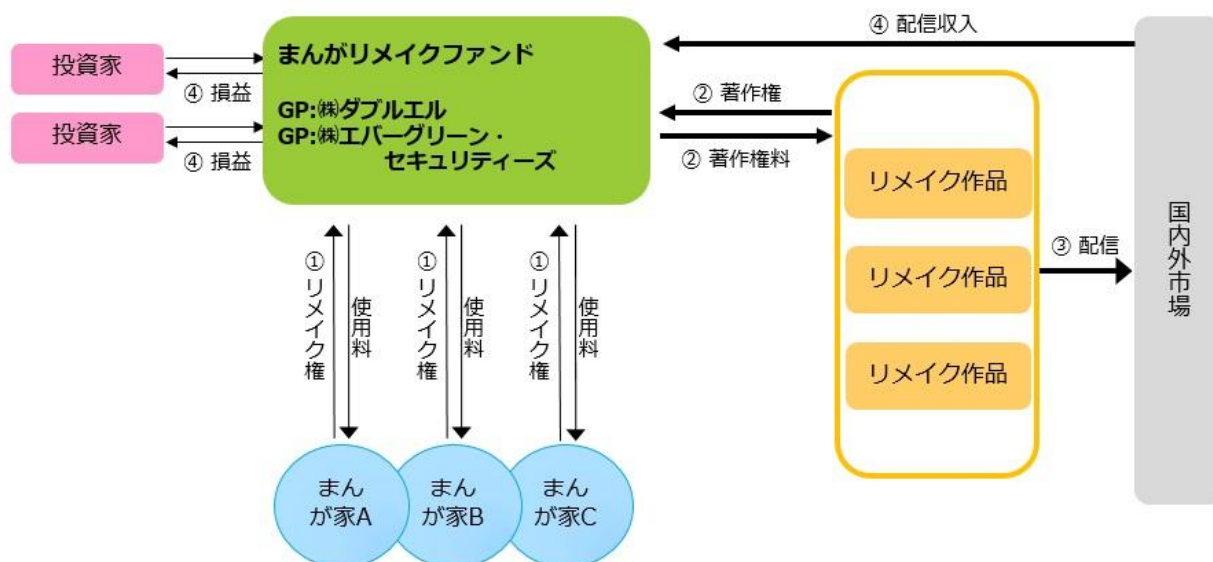 ④ 配信収入
投資家
④ 損益
投資家
④ 損益
まんがリメイクファンド
GP:㈱ダブルエル
GP:㈱エバーグリーン・
セキュリティーズ
② 著作権
② 著作権料
リメイク作品
リメイク作品
リメイク作品
③ 配信
国内外市場
①リメイク権
使用料
①リメイク権
使用料
①リメイク権
使用料
まん
が家A
まん
が家B
まん
が家C